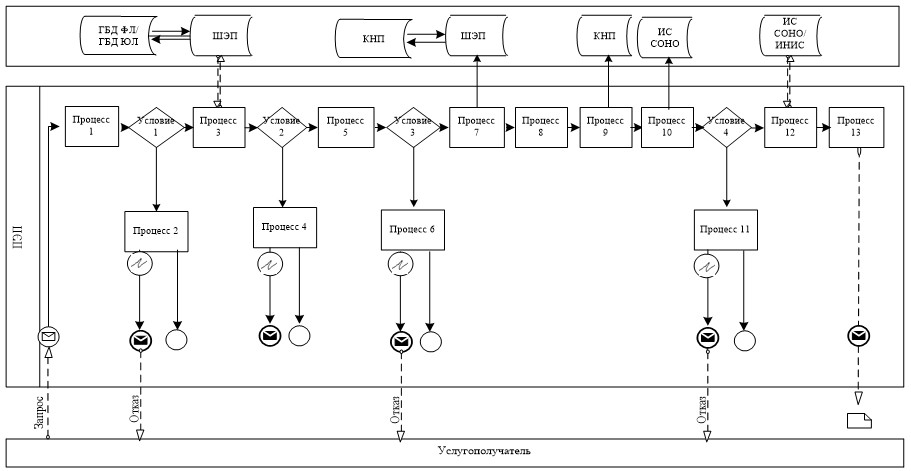 ГБД ФЛ/
ГБД ЮЛ
ШЭП
КНП
ШЭП
КНП
ИС
СОНО
ИС
СОНО/
ИНИС
Процесс
1
Условие
1
Процесс
3
Условие
2
Процесс
5
Условие
3
Процесс
7
Процесс
8
Процесс
9
Процесс
10
Условие
4
Процесс
12
Процесс
13
Процесс 2
Процесс 4
Процесс 6
Процесс 11
ПСП
Запрос
Отказ
Отказ
Отказ
Услугополучатель